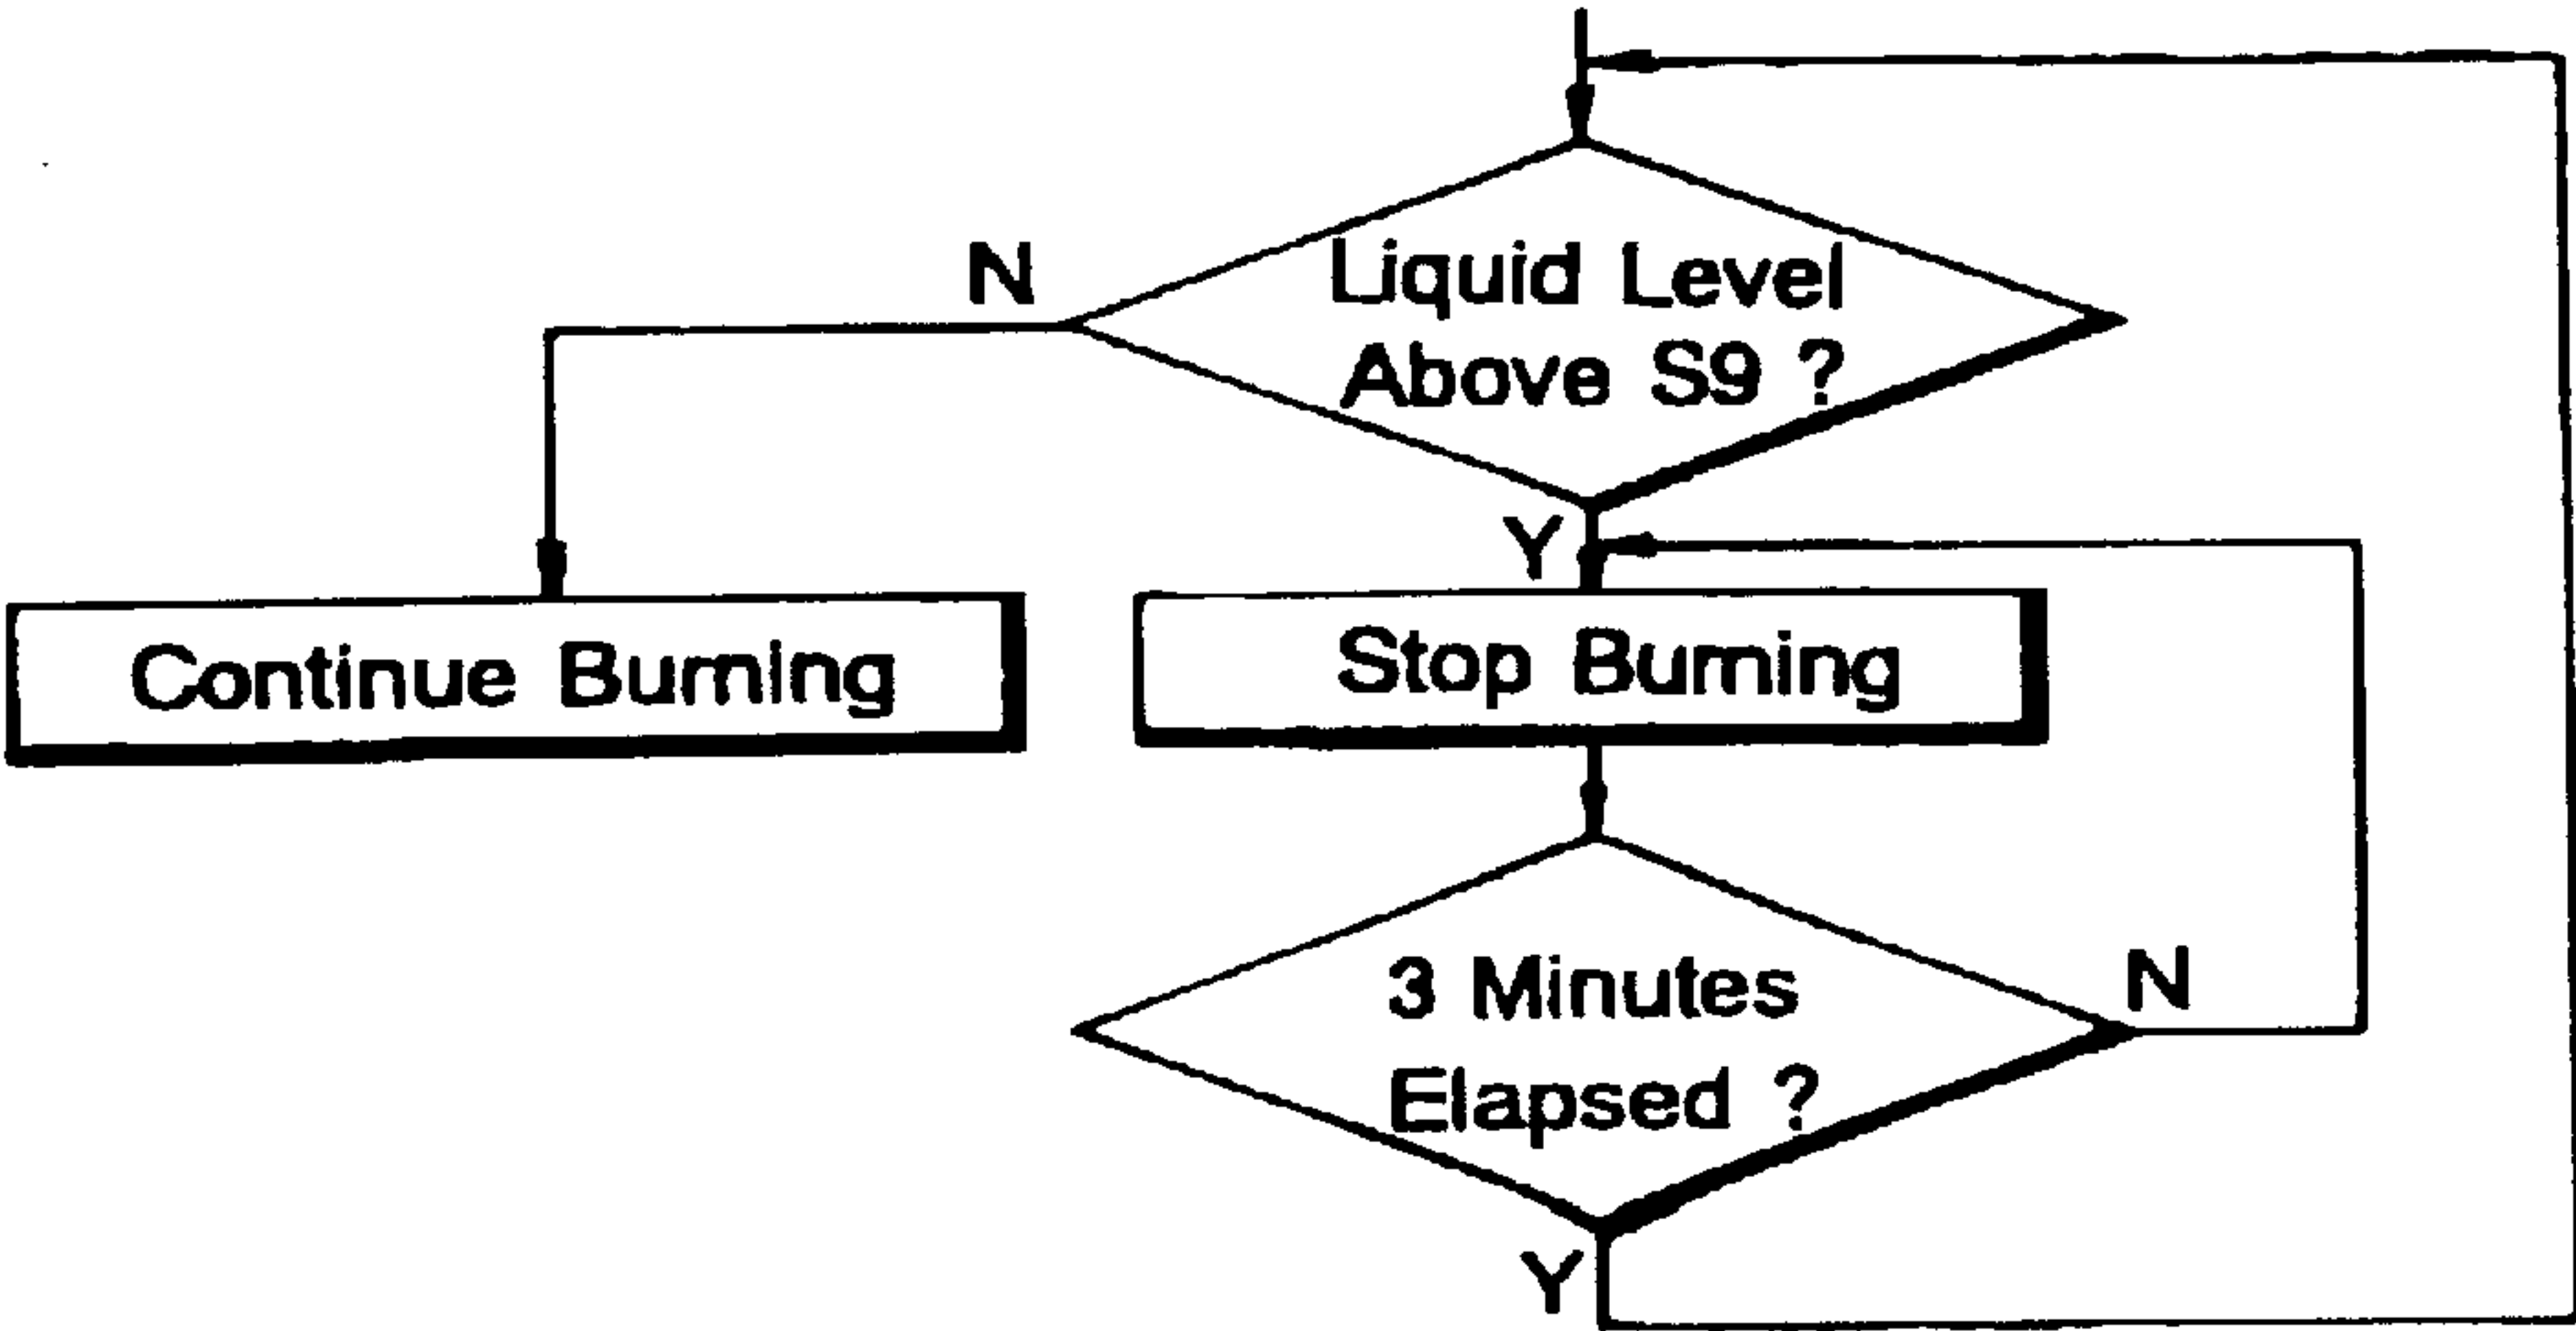 N
Liquid Level
Above S9 ?
Y
Continue Burning
Stop Burning
3 Minutes
Elapsed ?
N
Y